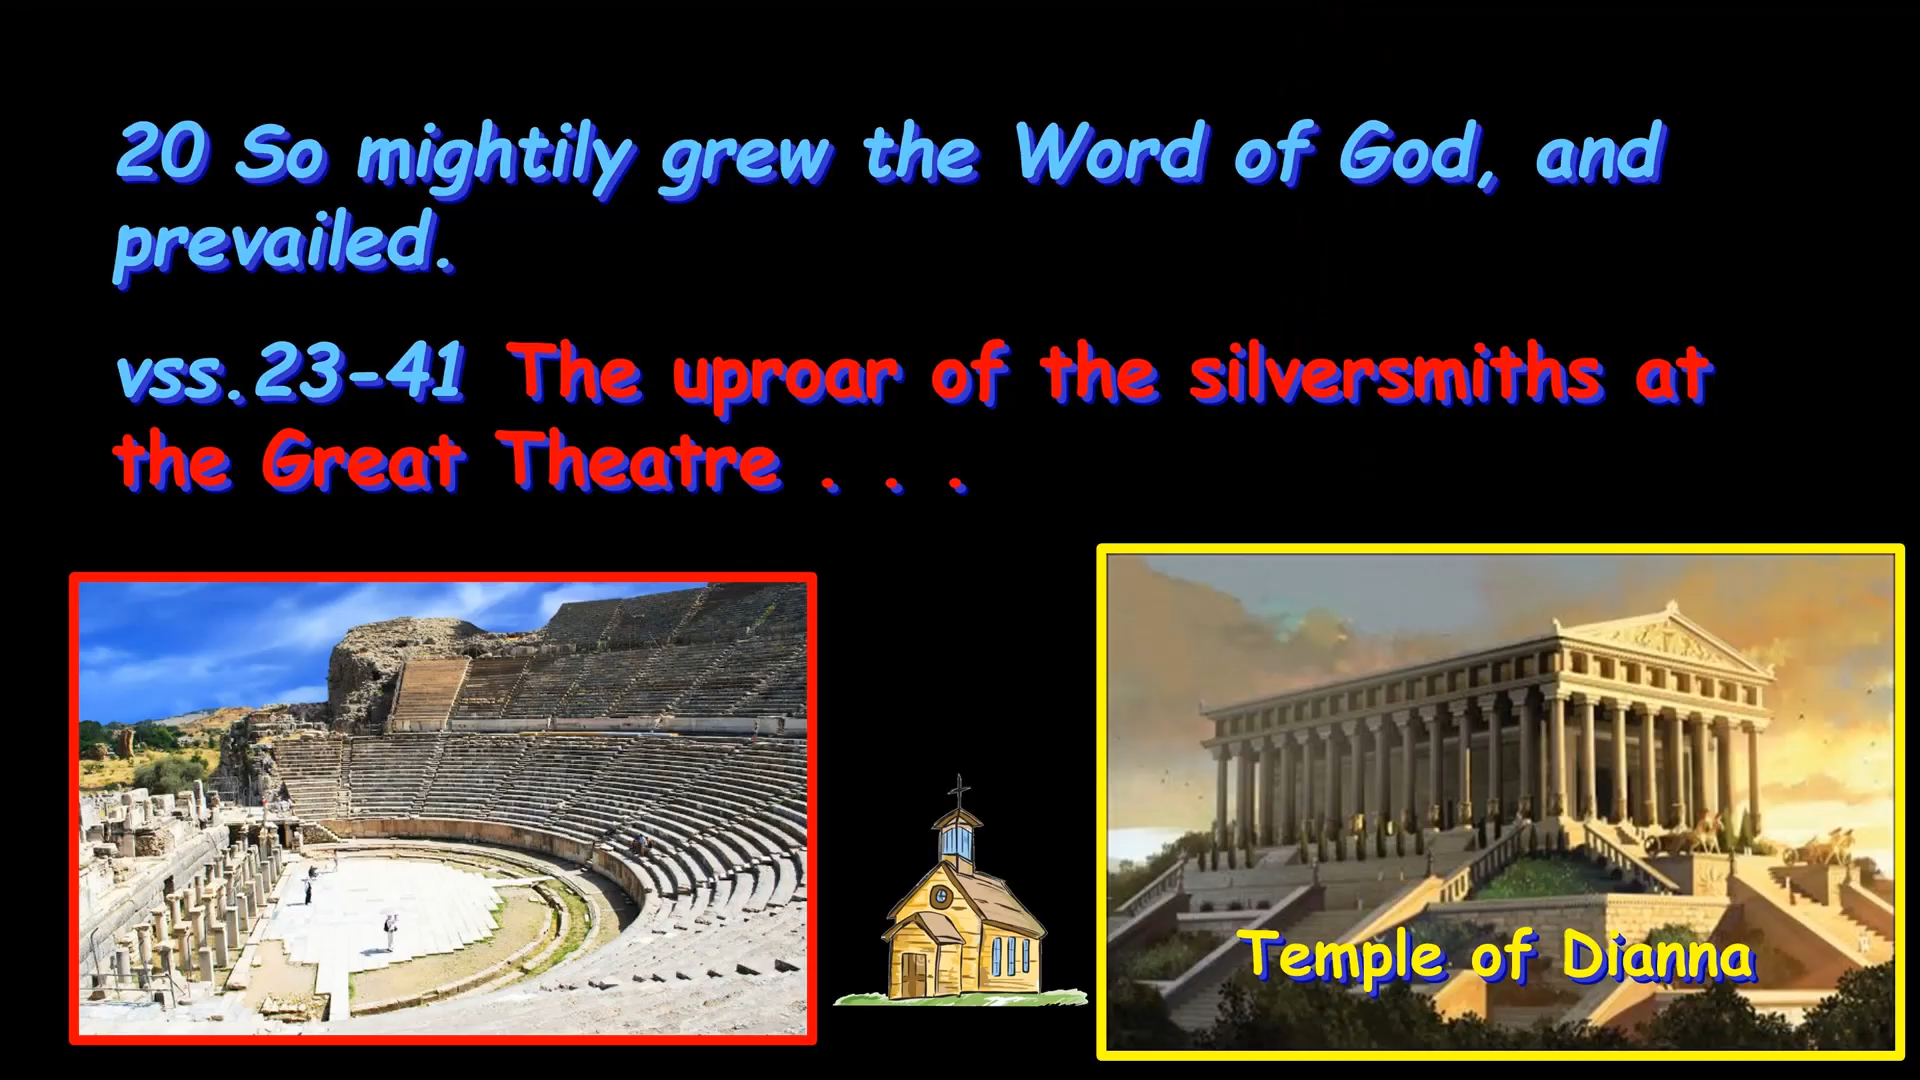 20 So mightily grew the Word of God, and
prevailed.
vss.23-41 The uproar of the silversmiths at
the Great Theatre . . .
Temple of Dianna